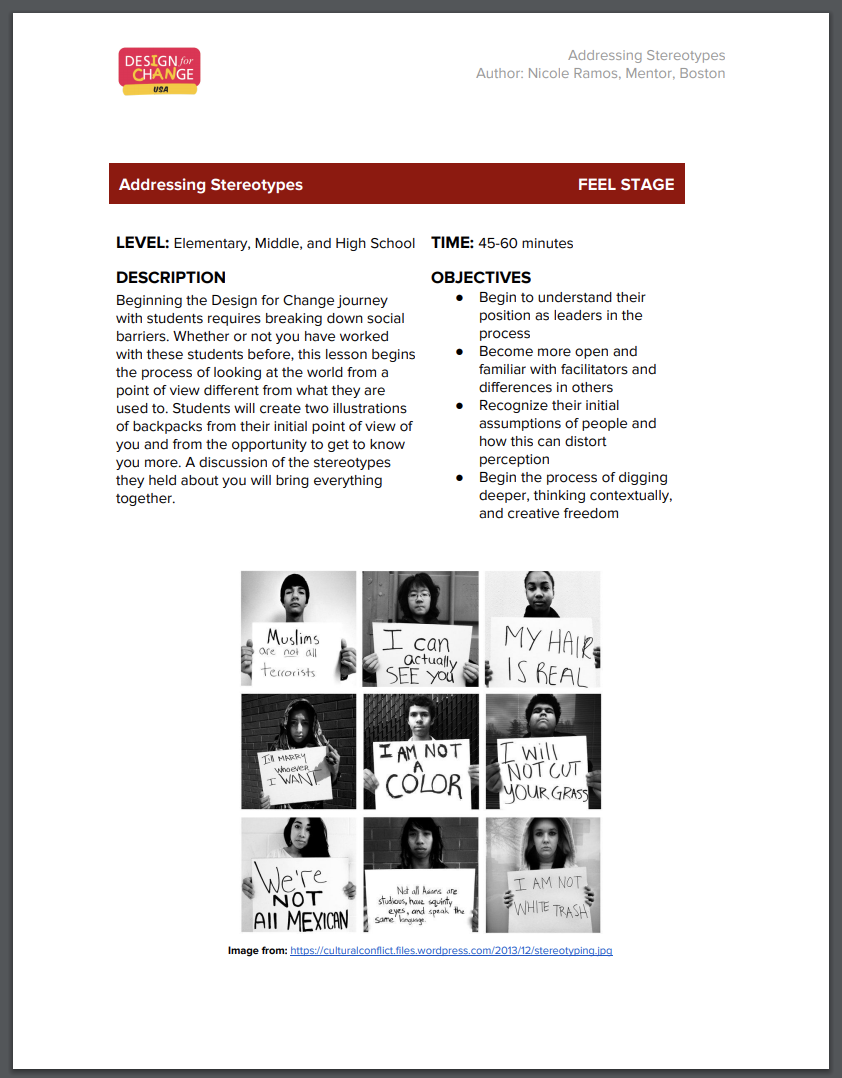 DESIGN for
CHANGE
USA
Addressing Stereotypes
Author: Nicole Ramos, Mentor, Boston
Addressing Stereotypes FEEL STAGE
LEVEL: Elementary, Middle, and High School
TIME: 45-60 minutes
DESCRIPTION
Beginning the Design for Change journey
with students requires breaking down social
barriers. Whether or not you have worked
with these students before, this lesson begins
the process of looking at the world from a
point of view different from what they are
used to. Students will create two illustrations
of backpacks from their initial point of view of
you and from the opportunity to get to know
you more. A discussion of the stereotypes
they held about you will bring everything
together.
OBJECTIVES
● Begin to understand their
position as leaders in the
process
● Become more open and
familiar with facilitators and
differences in others
● Recognize their initial
assumptions of people and
how this can distort
perception
● Begin the process of digging
deeper, thinking contextually,
and creative freedom
Muslims
are not all
terrorists
I can
actually
SEE YOU
MY HAIR
IS REAL
I'll MARRY
Whoever
I WANT.
I AM NOT
A
COLOR
I Will
NOT CUT
YOUR GRASS
We're
NOT
All MEXICAN
Not all Asians are
studious, have squinty
eyes, and speak the
same language.
I AM NOT
WHITE TRASH
Image from: https://culturalconflict.files.wordpress.com/2013/12/stereotyping.jpg